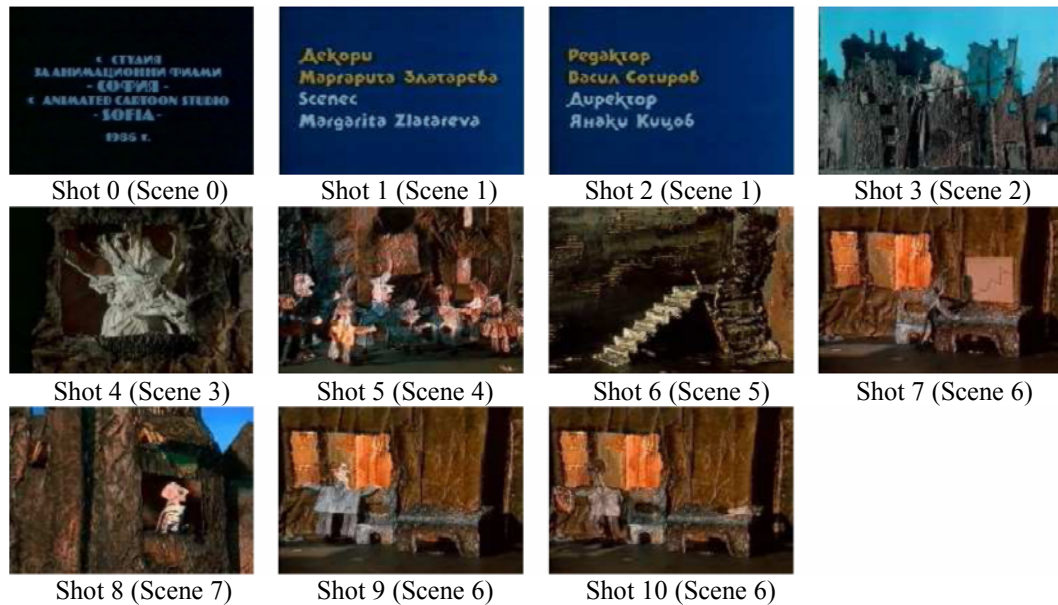 < СТУДИЯ
ЗА АНИМАЦИОННИ ФИЛМИ
- СОФИЯ -
< ANIMATED CARTOON STUDIO
- SOFIA -
1986 г.
Декори
Маргарита Златарева
Scenec
Margarita Zlatareva
Редактор
Васил Сотиров
Директор
Янаки Кицов
Shot 0 (Scene 0)
Shot 1 (Scene 1)
Shot 2 (Scene 1)
Shot 3 (Scene 2)
Shot 4 (Scene 3)
Shot 5 (Scene 4)
Shot 6 (Scene 5)
Shot 7 (Scene 6)
Shot 8 (Scene 7)
Shot 9 (Scene 6)
Shot 10 (Scene 6)